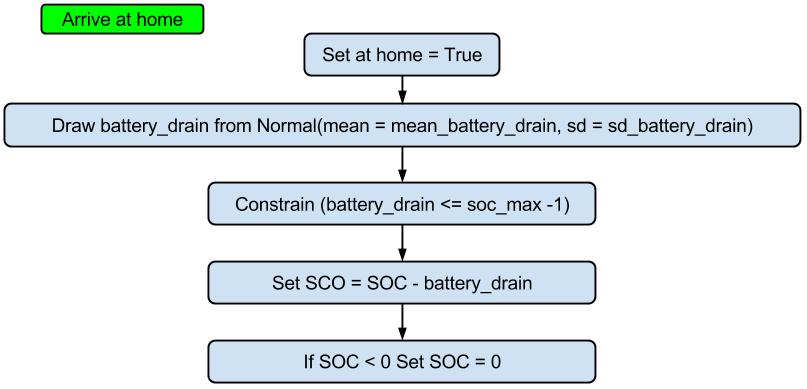 Arrive at home
Set at home = True
Draw battery_drain from Normal(mean = mean_battery_drain, sd = sd_battery_drain)
Constrain (battery_drain <= soc_max -1)
Set SCO = SOC - battery_drain
If SOC < 0 Set SOC = 0